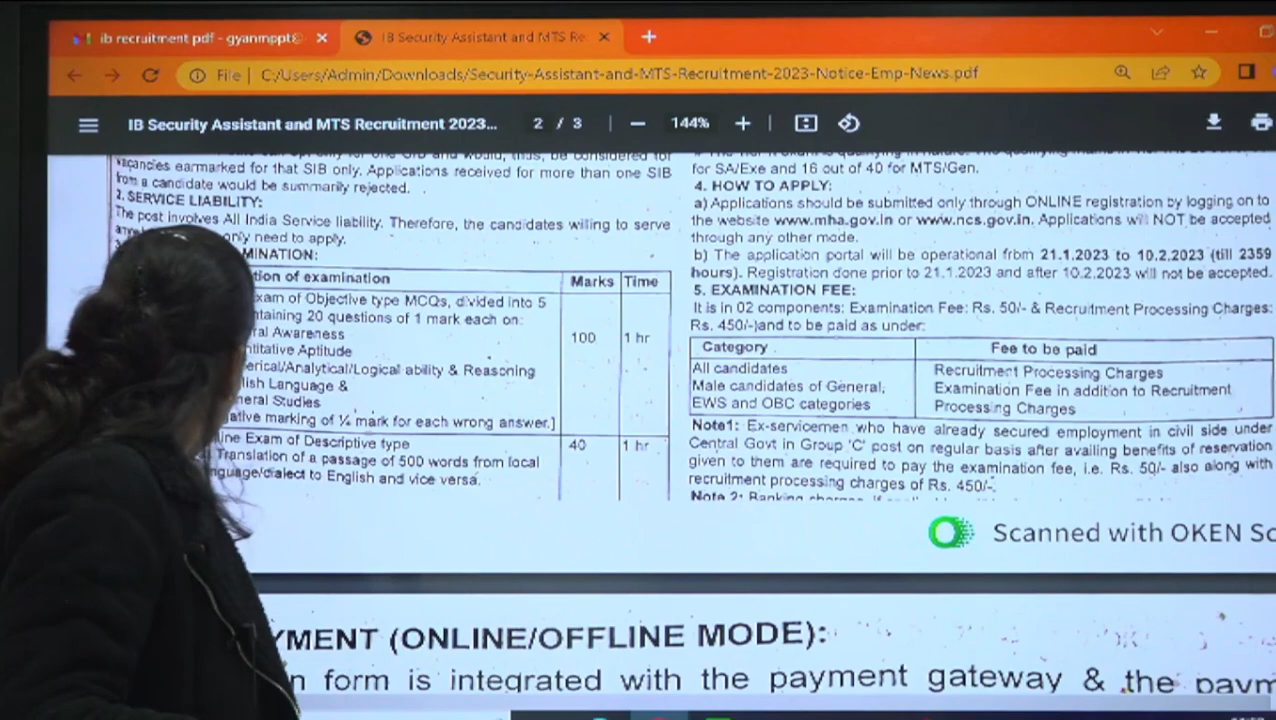 ib recruitment pdf - gyanmppt@
IB Security Assistant and MTS Re
File | C:/Users/Admin/Downloads/Security-Assistant-and-MTS-Recruitment-2023-Notice-Emp-News.pdf
IB Security Assistant and MTS Recruitment 2023...
2 / 3
144%
vacancies earmarked for that SIB only. Applications received for more than one SIB
from a candidate would be summarily rejected.
2. SERVICE LIABILITY:
The post involves All India Service liability. Therefore, the candidates willing to serve
only need to apply.
MINATION:
tion of examination Marks Time
xam of Objective type MCQs, divided into 5
ntaining 20 questions of 1 mark each on:
ral Awareness
ntitative Aptitude
erical/Analytical/Logical ability & Reasoning
lish Language &
neral Studies
ative marking of ¼ mark for each wrong answer.]
100 1 hr
ine Exam of Descriptive type 40 1 hr
Translation of a passage of 500 words from local
nguage/dialect to English and vice versa.
for SA/Exe and 16 out of 40 for MTS/Gen.
4. HOW TO APPLY:
a) Applications should be submitted only through ONLINE registration by logging on to
the website www.mha.gov.in or www.ncs.gov.in. Applications will NOT be accepted
through any other mode.
b) The application portal will be operational from 21.1.2023 to 10.2.2023 (till 2359
hours). Registration done prior to 21.1.2023 and after 10.2.2023 will not be accepted.
5. EXAMINATION FEE:
It is in 02 components: Examination Fee: Rs. 50/- & Recruitment Processing Charges:
Rs. 450/-)and to be paid as under:
Category Fee to be paid
All candidates Recruitment Processing Charges
Male candidates of General, Examination Fee in addition to Recruitment
EWS and OBC categories Processing Charges
Note1: Ex-servicemen who have already secured employment in civil side under
Central Govt in Group 'C' post on regular basis after availing benefits of reservation
given to them are required to pay the examination fee, i.e. Rs. 50/- also along with
recruitment processing charges of Rs. 450/-.
Note 2:
Scanned with OKEN Sc
YMENT (ONLINE/OFFLINE MODE):
n form is integrated with the payment gateway & the paym